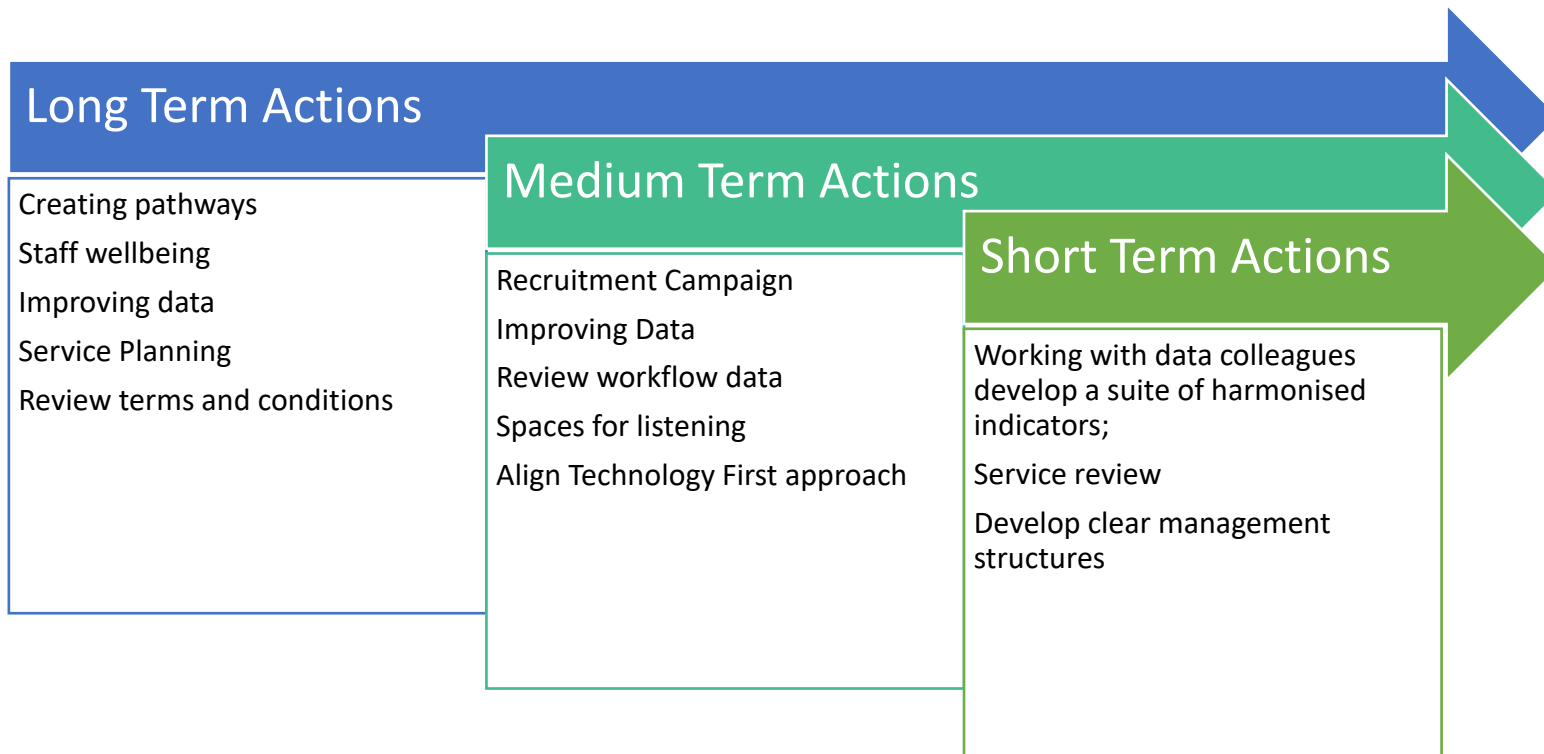 Long Term Actions
Creating pathways
Staff wellbeing
Improving data
Service Planning
Review terms and conditions
Medium Term Actions
Recruitment Campaign
Improving Data
Review workflow data
Spaces for listening
Align Technology First approach
Short Term Actions
Working with data colleagues
develop a suite of harmonised
indicators;
Service review
Develop clear management
structures